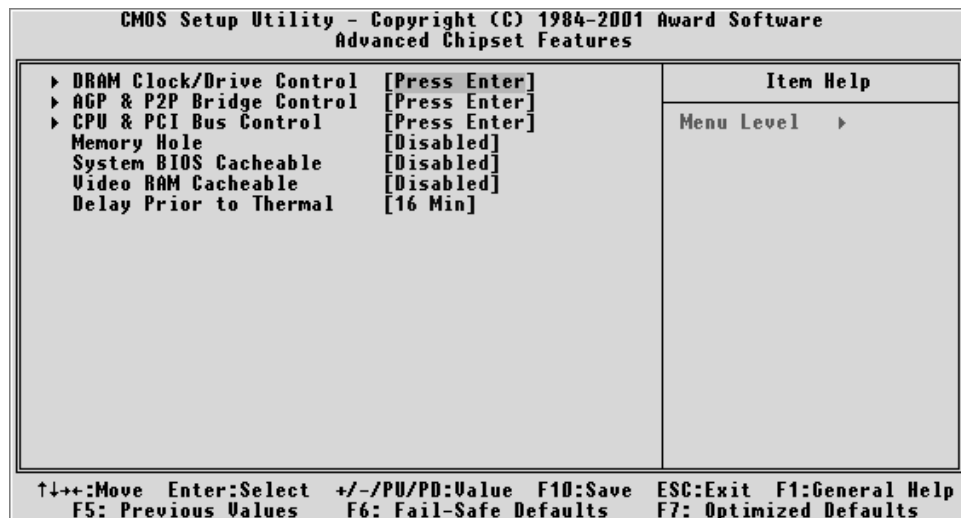 CMOS Setup Utility - Copyright (C) 1984-2001 Award Software
Advanced Chipset Features
▸ DRAM Clock/Drive Control [Press Enter]
▸ AGP & P2P Bridge Control [Press Enter]
▸ CPU & PCI Bus Control [Press Enter]
Memory Hole [Disabled]
System BIOS Cacheable [Disabled]
Video RAM Cacheable [Disabled]
Delay Prior to Thermal [16 Min]
Item Help
Menu Level ▸
↑↓→←:Move Enter:Select +/-/PU/PD:Value F10:Save ESC:Exit F1:General Help
F5: Previous Values F6: Fail-Safe Defaults F7: Optimized Defaults